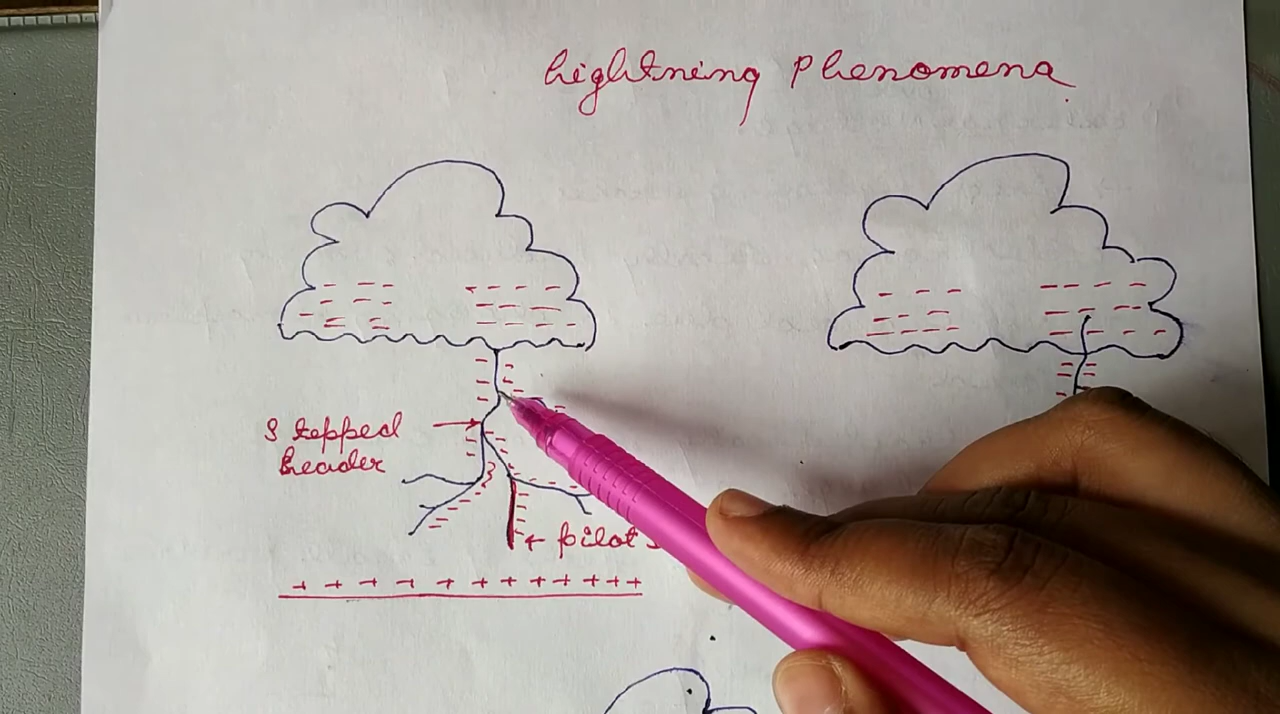 Lightning Phenomena
Stepped
Leader
← pilot
+ + + + + + + + + + + +